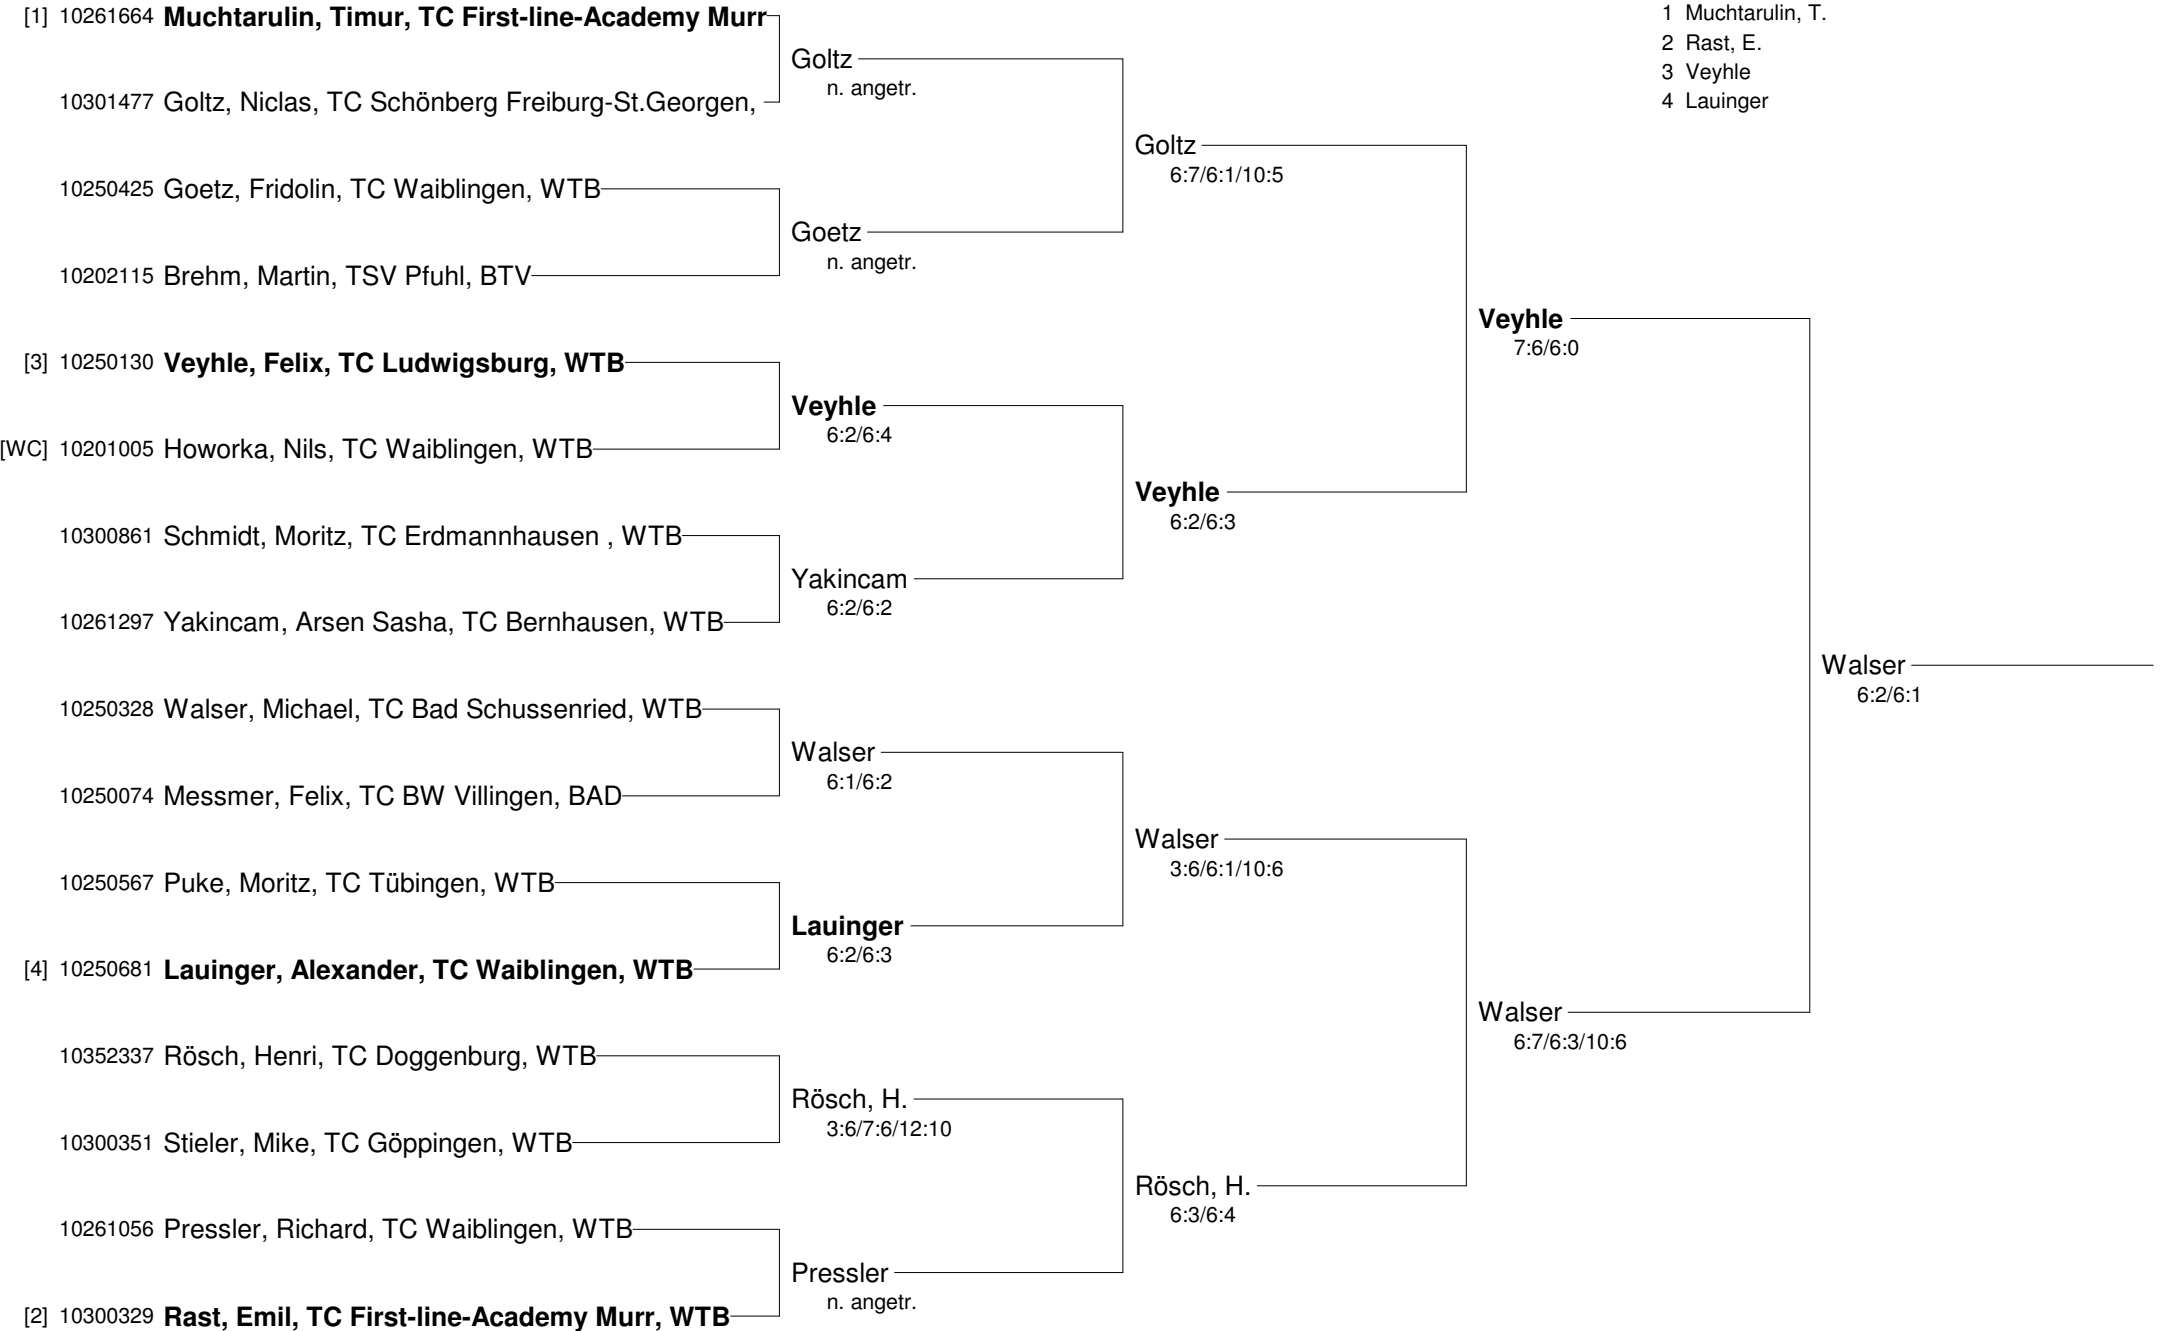 [1] 10261664 Muchtarulin, Timur, TC First-line-Academy Murr
10301477 Goltz, Niclas, TC Schönberg Freiburg-St.Georgen,
10250425 Goetz, Fridolin, TC Waiblingen, WTB
10202115 Brehm, Martin, TSV Pfuhl, BTV
[3] 10250130 Veyhle, Felix, TC Ludwigsburg, WTB
[WC] 10201005 Howorka, Nils, TC Waiblingen, WTB
10300861 Schmidt, Moritz, TC Erdmannhausen , WTB
10261297 Yakincam, Arsen Sasha, TC Bernhausen, WTB
10250328 Walser, Michael, TC Bad Schussenried, WTB
10250074 Messmer, Felix, TC BW Villingen, BAD
10250567 Puke, Moritz, TC Tübingen, WTB
[4] 10250681 Lauinger, Alexander, TC Waiblingen, WTB
10352337 Rösch, Henri, TC Doggenburg, WTB
10300351 Stieler, Mike, TC Göppingen, WTB
10261056 Pressler, Richard, TC Waiblingen, WTB
[2] 10300329 Rast, Emil, TC First-line-Academy Murr, WTB
Goltz
n. angetr.
Goetz
n. angetr.
Veyhle
6:2/6:4
Yakincam
6:2/6:2
Walser
6:1/6:2
Lauinger
6:2/6:3
Rösch, H.
3:6/7:6/12:10
Pressler
n. angetr.
Goltz
6:7/6:1/10:5
Veyhle
6:2/6:3
Walser
3:6/6:1/10:6
Rösch, H.
6:3/6:4
Veyhle
7:6/6:0
Walser
6:7/6:3/10:6
Walser
6:2/6:1
1 Muchtarulin, T.
2 Rast, E.
3 Veyhle
4 Lauinger